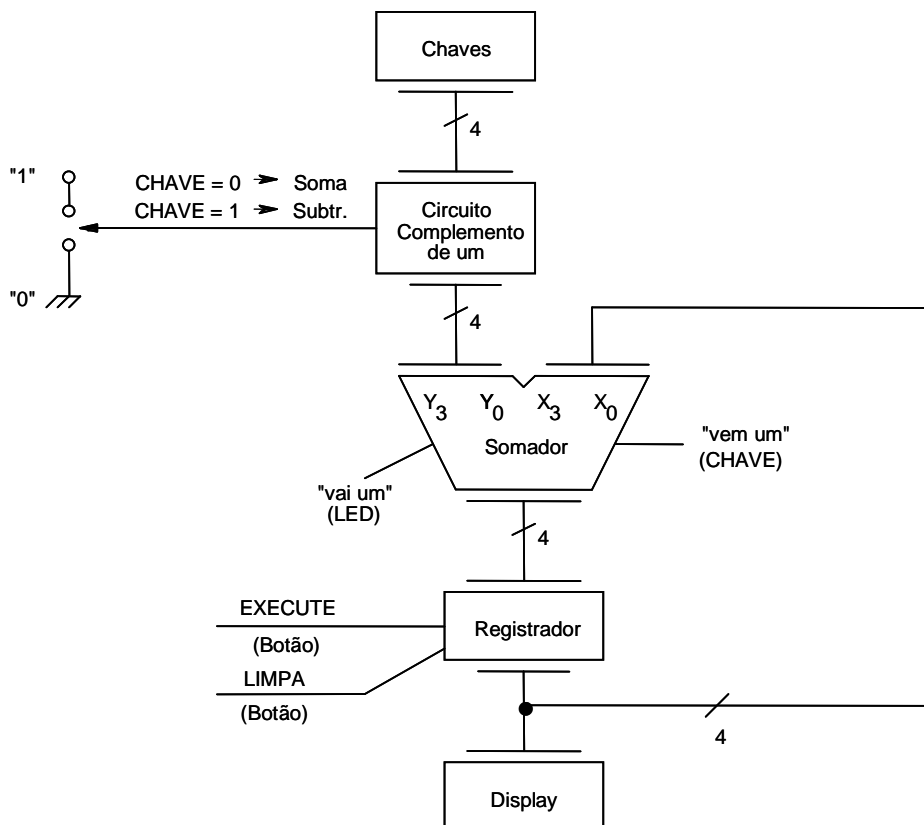 Chaves
4
"1"
CHAVE = 0 → Soma
CHAVE = 1 → Subtr.
Circuito
Complemento
de um
"0"
4
Y3 Y0 X3 X0
Somador
"vem um"
(CHAVE)
"vai um"
(LED)
4
EXECUTE
(Botão)
Registrador
LIMPA
(Botão)
4
Display